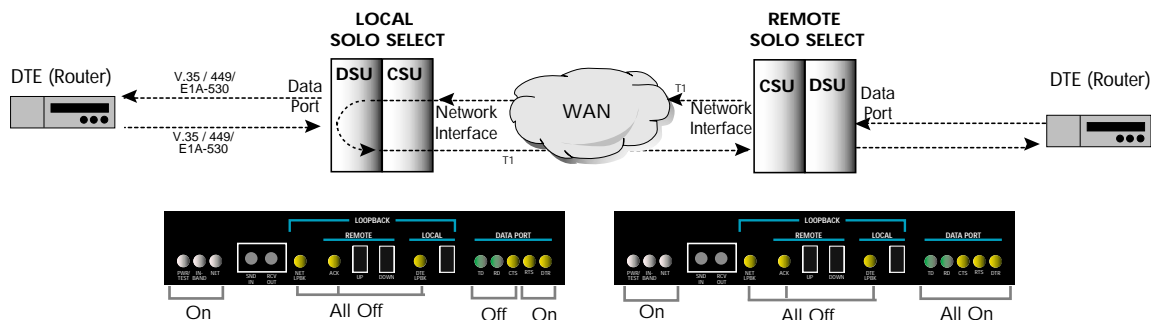 LOCAL
SOLO SELECT
REMOTE
SOLO SELECT
DTE (Router)
V.35 / 449/
E1A-530
V.35 / 449/
E1A-530
Data
Port
DSU
CSU
Network
Interface
T1
WAN
T1
Network
Interface
CSU
DSU
Data
Port
DTE (Router)
LOOPBACK
REMOTE
LOCAL
DATA PORT
PWR/
TEST
IN-
BAND
NET
SND
IN
RCV
OUT
NET
LPBK
ACK
UP
DOWN
DTE
LPBK
TD
RD
CTS
RTS
DTR
On
All Off
Off
On
LOOPBACK
REMOTE
LOCAL
DATA PORT
PWR/
TEST
IN-
BAND
NET
SND
IN
RCV
OUT
NET
LPBK
ACK
UP
DOWN
DTE
LPBK
TD
RD
CTS
RTS
DTR
On
All Off
All On